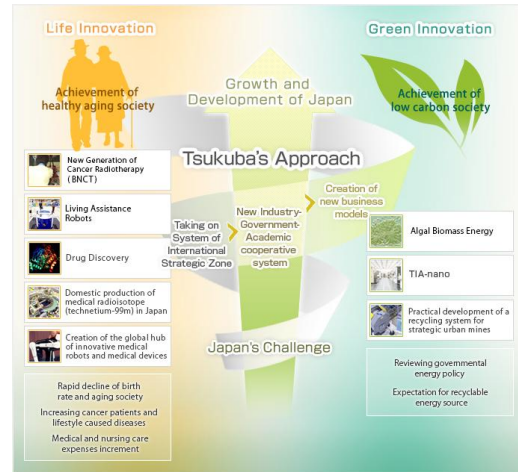 Life Innovation
Achievement of
healthy aging society
New Generation of
Cancer Radiotherapy
(BNCT)
Living Assistance
Robots
Drug Discovery
Domestic production of
medical radioisotope
(technetium-99m) in Japan
Creation of the global hub
of innovative medical
robots and medical devices
Rapid decline of birth
rate and aging society
Increasing cancer patients and
lifestyle caused diseases
Medical and nursing care
expenses increment
Growth and
Development of Japan
Tsukuba's Approach
Taking on
System of
International
Strategic Zone
New Industry-
Government-
Academic
cooperative
system
Creation of
new business
models
Japan's Challenge
Green Innovation
Achievement of
low carbon society
Algal Biomass Energy
TIA-nano
Practical development of a
recycling system for
strategic urban mines
Reviewing governmental
energy policy
Expectation for recyclable
energy source